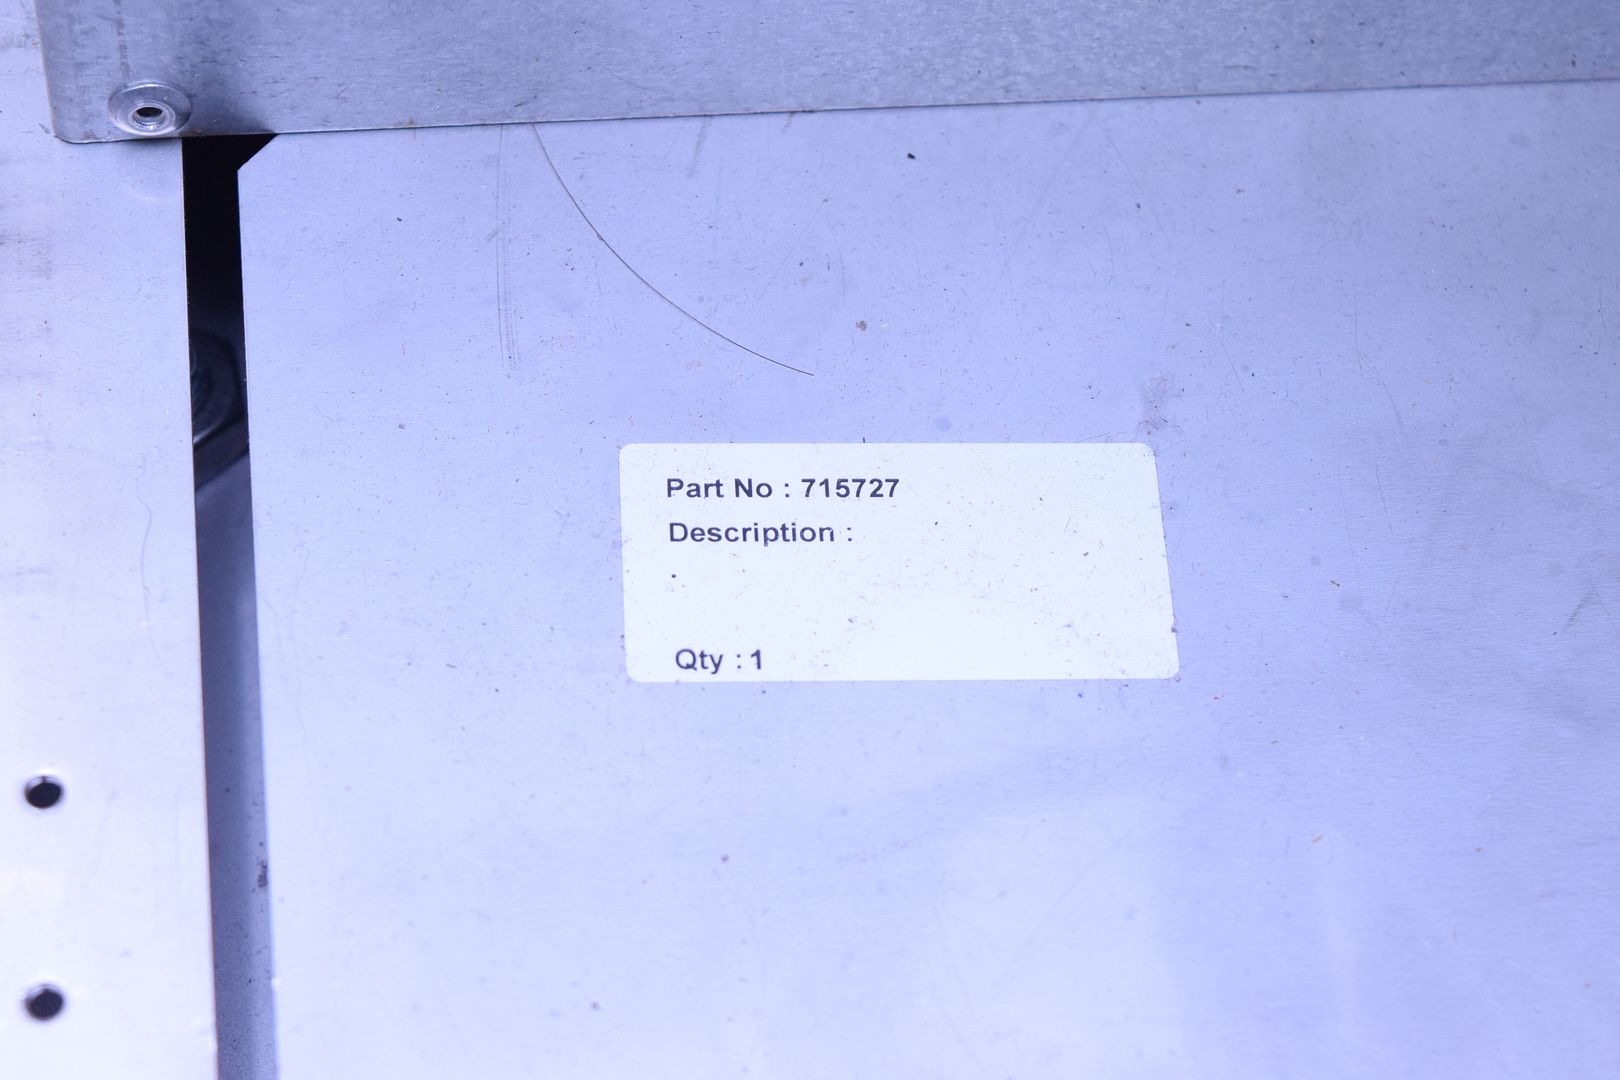 Part No : 715727
Description :
.
Qty : 1